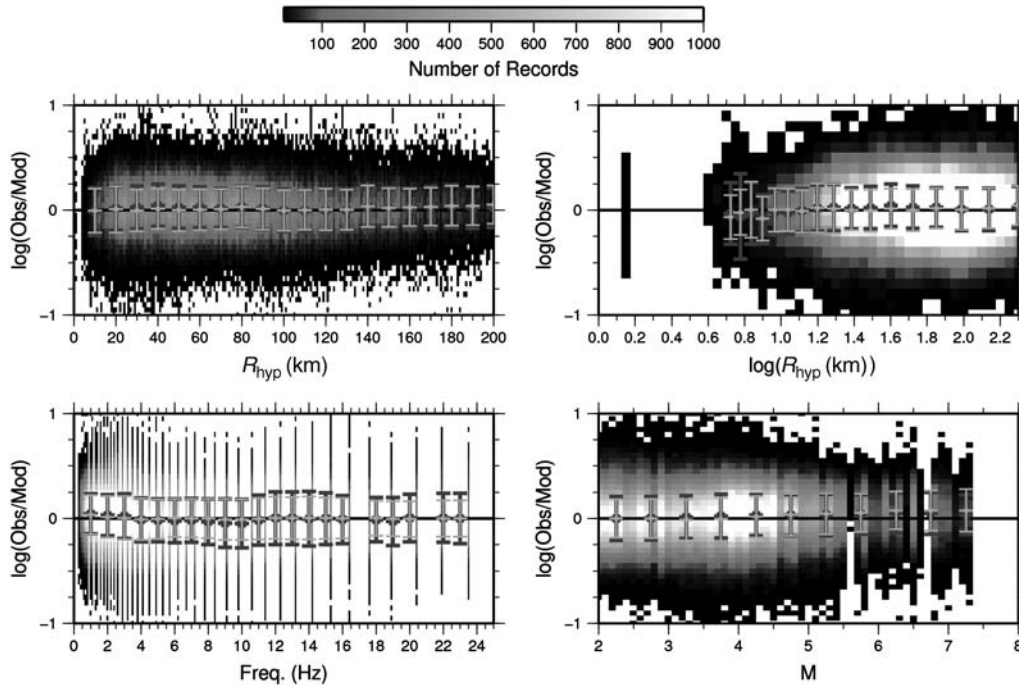 100 200 300 400 500 600 700 800 900 1000
Number of Records
1
0
−1
log(Obs/Mod)
0 20 40 60 80 100 120 140 160 180 200
R_hyp (km)
1
0
−1
log(Obs/Mod)
0.0 0.2 0.4 0.6 0.8 1.0 1.2 1.4 1.6 1.8 2.0 2.2
log(R_hyp (km))
1
0
−1
log(Obs/Mod)
0 2 4 6 8 10 12 14 16 18 20 22 24
Freq. (Hz)
1
0
−1
log(Obs/Mod)
2 3 4 5 6 7 8
M